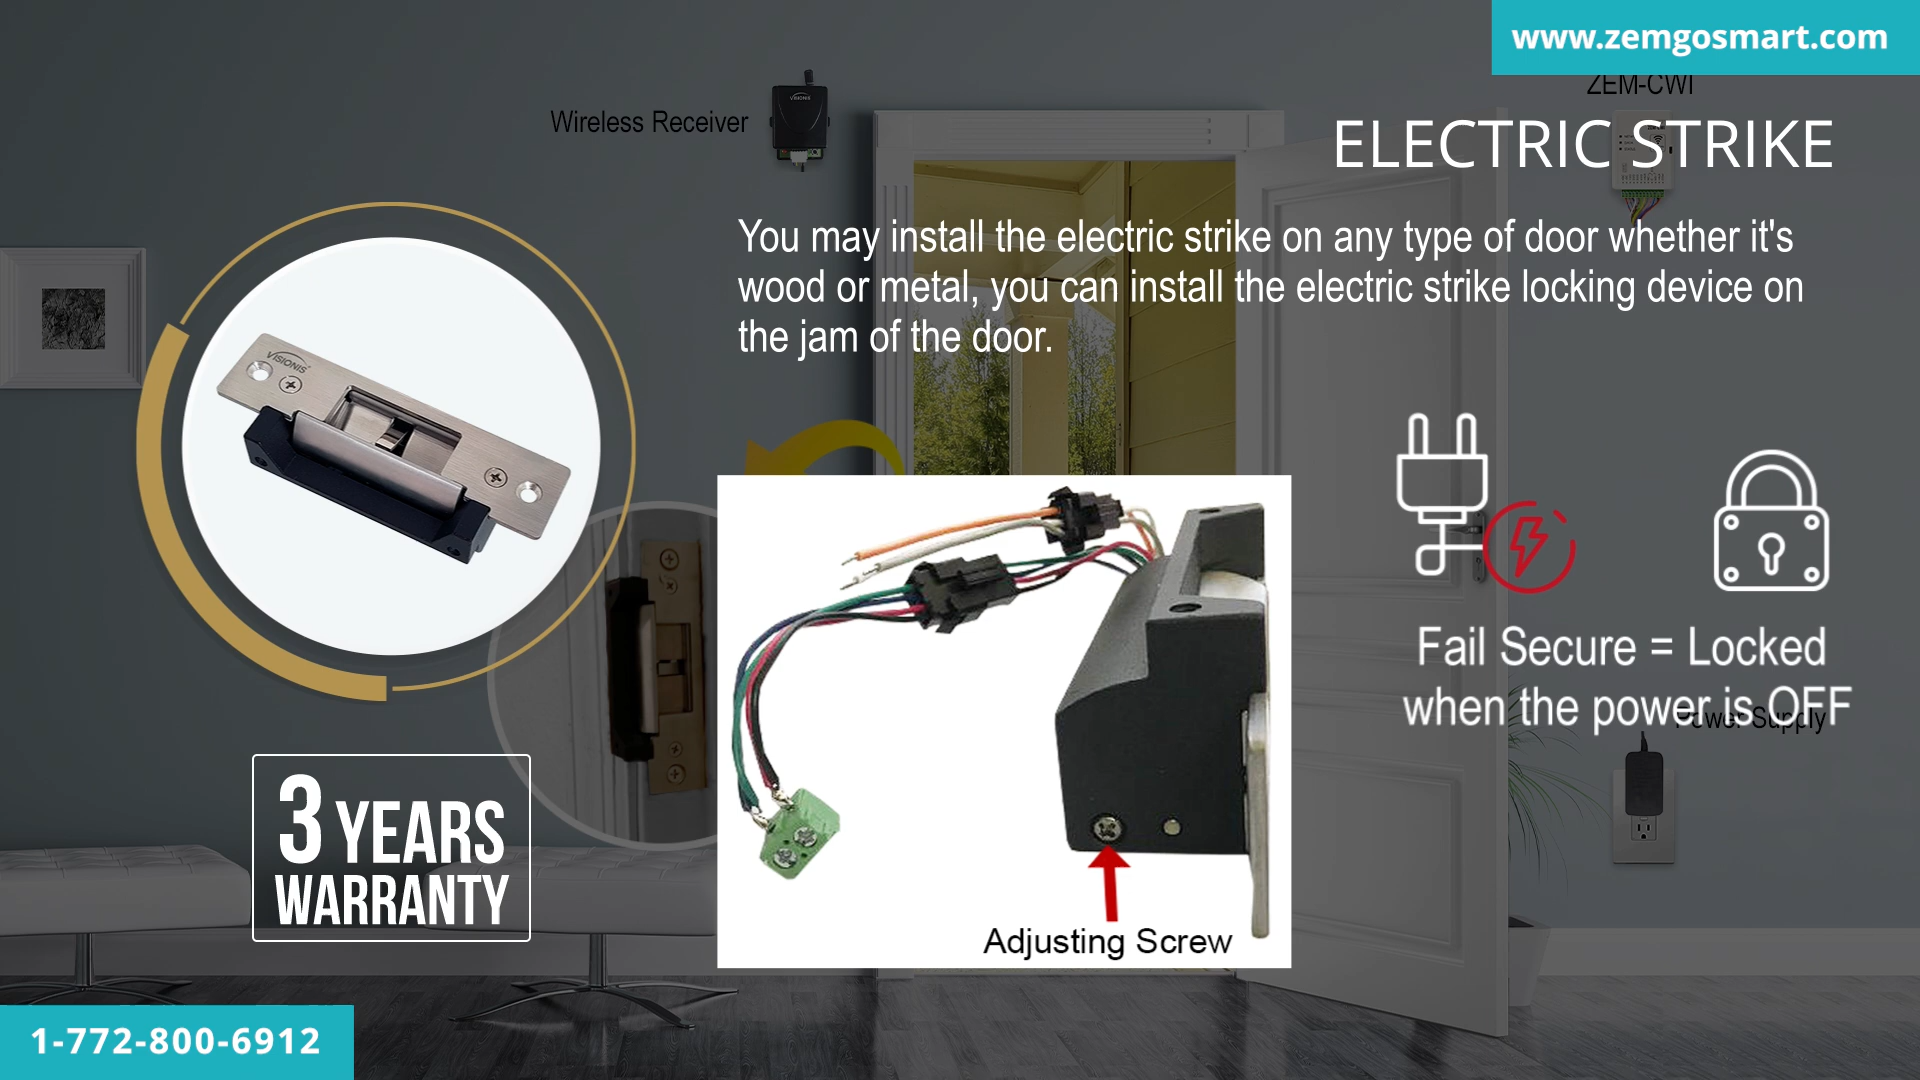 www.zemgosmart.com
ZEM-CWI
Wireless Receiver
VISIONIS
ELECTRIC STRIKE
You may install the electric strike on any type of door whether it's
wood or metal, you can install the electric strike locking device on
the jam of the door.
VISIONIS
Fail Secure = Locked
when the power is OFF
Power Supply
3 YEARS
WARRANTY
Adjusting Screw
1-772-800-6912